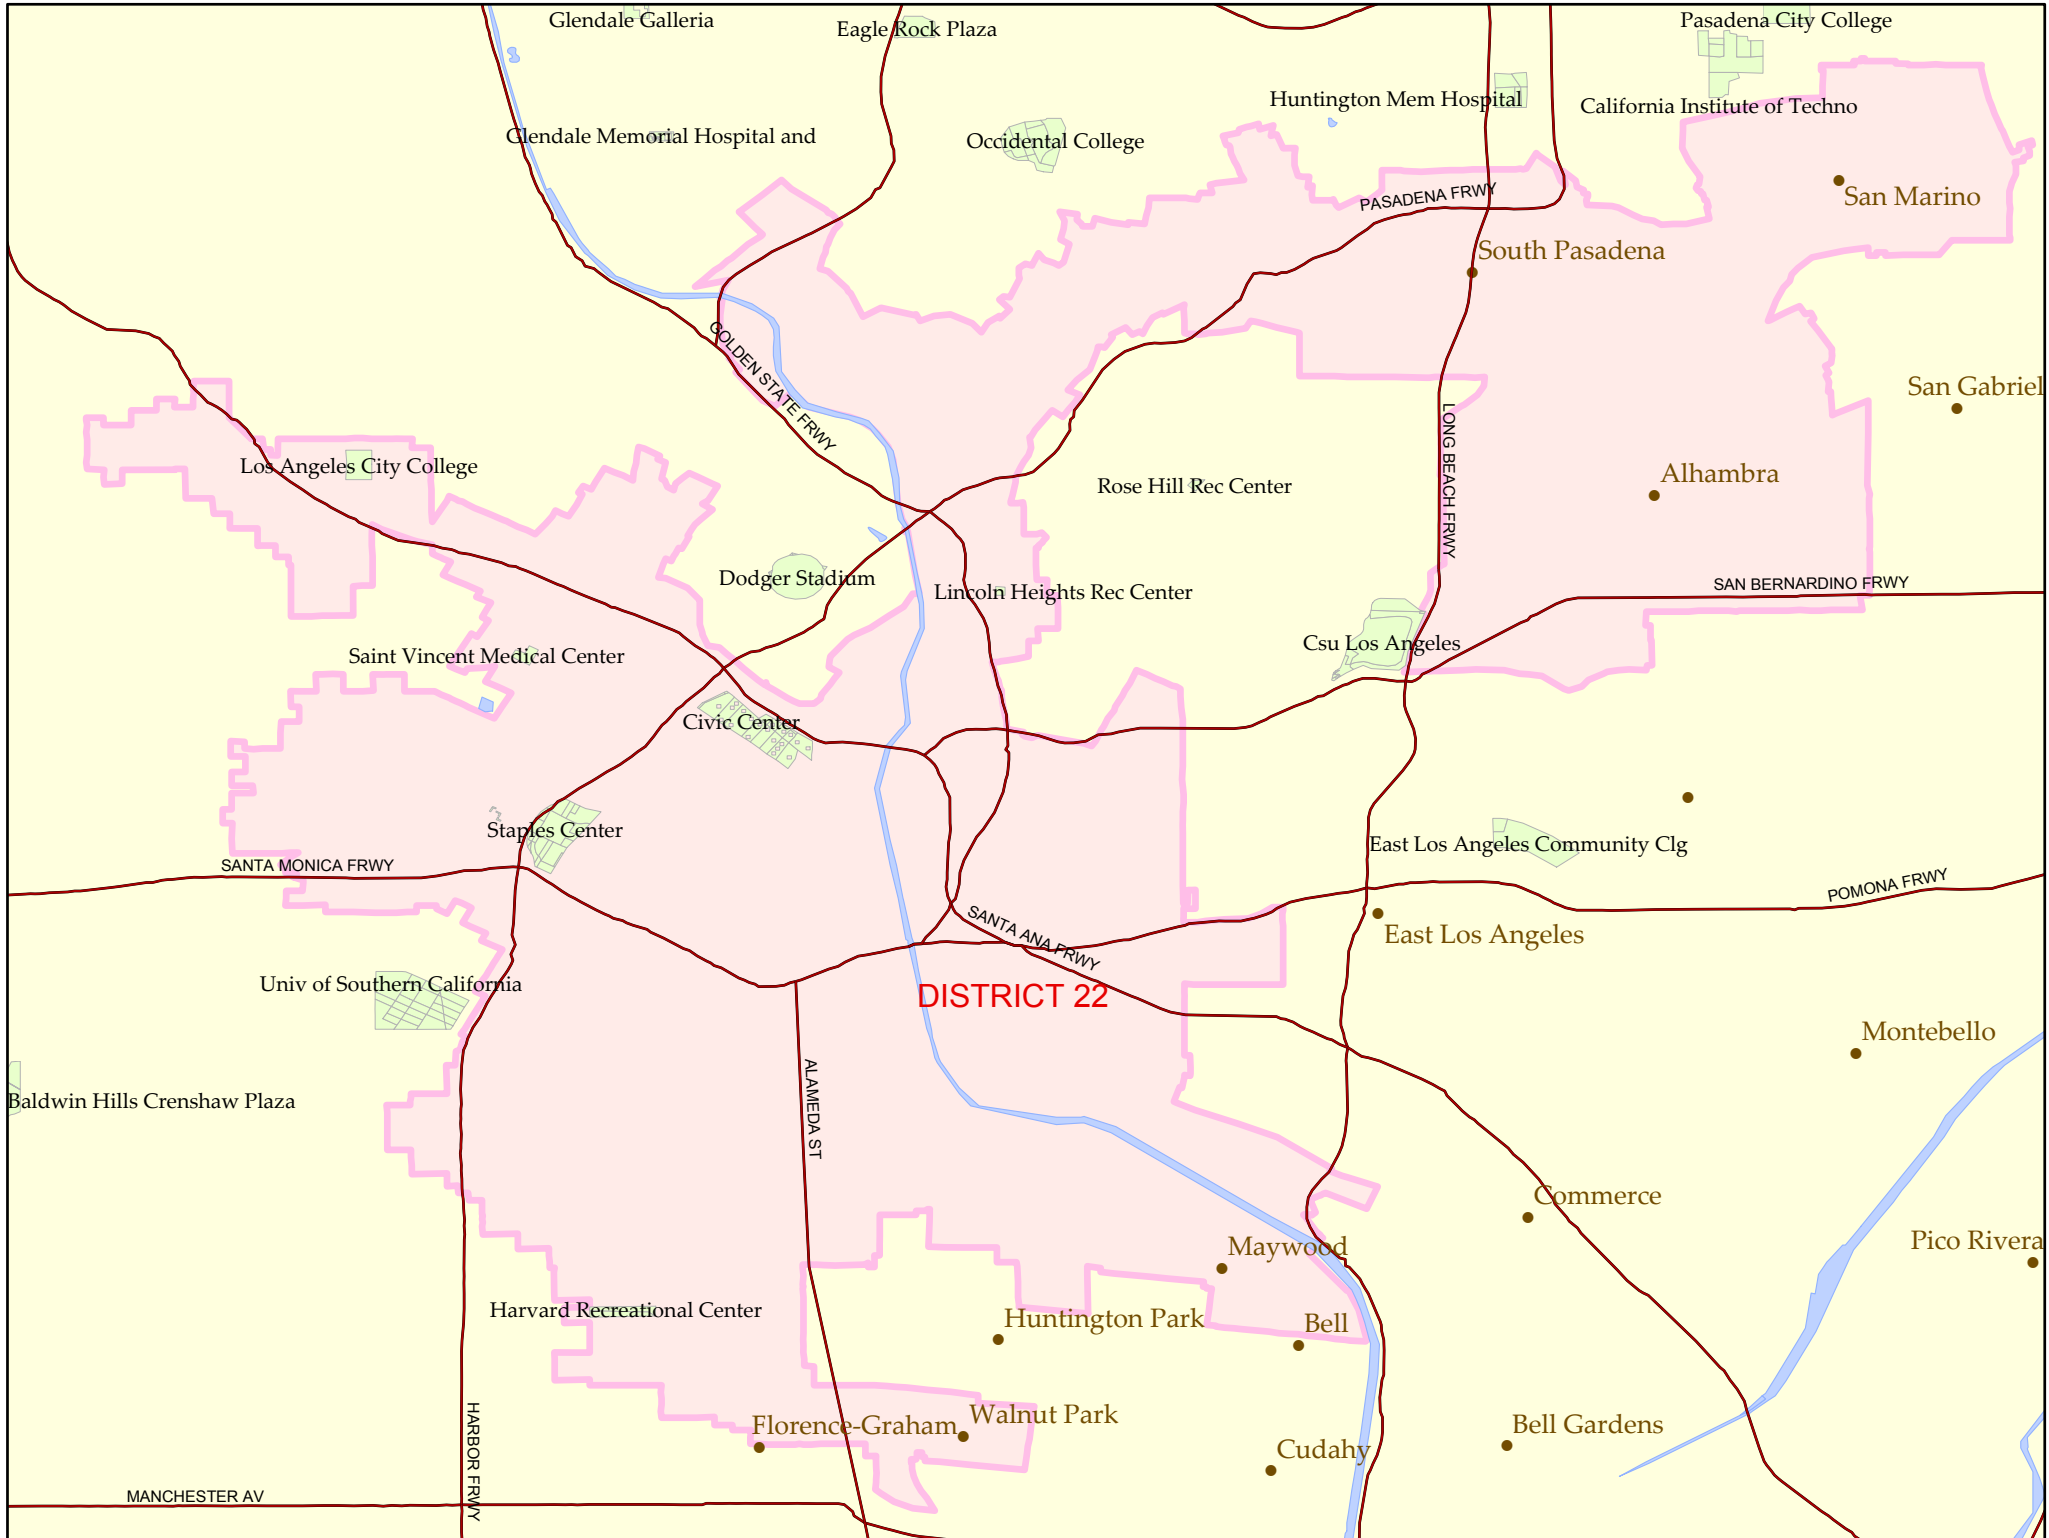 Glendale Galleria
Eagle Rock Plaza
Pasadena City College
Huntington Mem Hospital
California Institute of Techno
Glendale Memorial Hospital and
Occidental College
San Marino
PASADENA FRWY
South Pasadena
GOLDEN STATE FRWY
San Gabriel
LONG BEACH FRWY
Los Angeles City College
Rose Hill Rec Center
Alhambra
Dodger Stadium
Lincoln Heights Rec Center
SAN BERNARDINO FRWY
Saint Vincent Medical Center
Csu Los Angeles
Civic Center
Staples Center
East Los Angeles Community Clg
SANTA MONICA FRWY
POMONA FRWY
SANTA ANA FRWY
East Los Angeles
Univ of Southern California
DISTRICT 22
Montebello
ALAMEDA ST
Baldwin Hills Crenshaw Plaza
Commerce
Maywood
Pico Rivera
Harvard Recreational Center
Huntington Park
Bell
HARBOR FRWY
Florence-Graham
Walnut Park
Bell Gardens
Cudahy
MANCHESTER AV